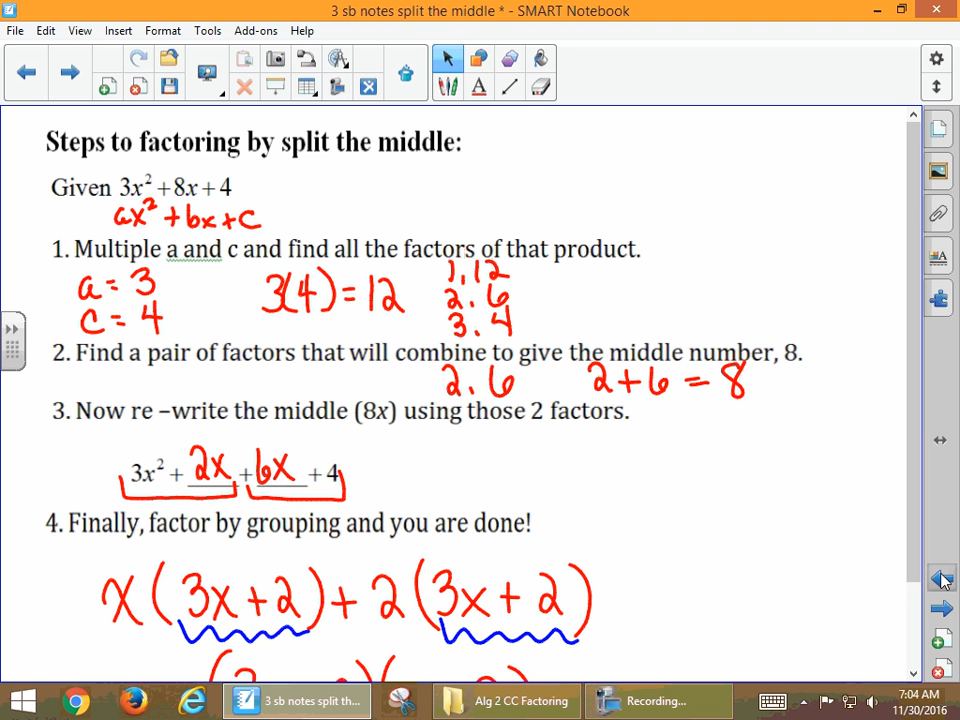 3 sb notes split the middle * - SMART Notebook
File Edit View Insert Format Tools Add-ons Help
Steps to factoring by split the middle:
Given 3x² + 8x + 4
ax² + bx + c
1. Multiple a and c and find all the factors of that product.
a = 3 3(4) = 12 1, 12
2, 6
c = 4 3, 4
2. Find a pair of factors that will combine to give the middle number, 8.
2, 6 2 + 6 = 8
3. Now re –write the middle (8x) using those 2 factors.
3x² + 2x + 6x + 4
4. Finally, factor by grouping and you are done!
x(3x+2) + 2(3x+2)
3 sb notes split th...
Alg 2 CC Factoring
Recording...
7:04 AM
11/30/2016